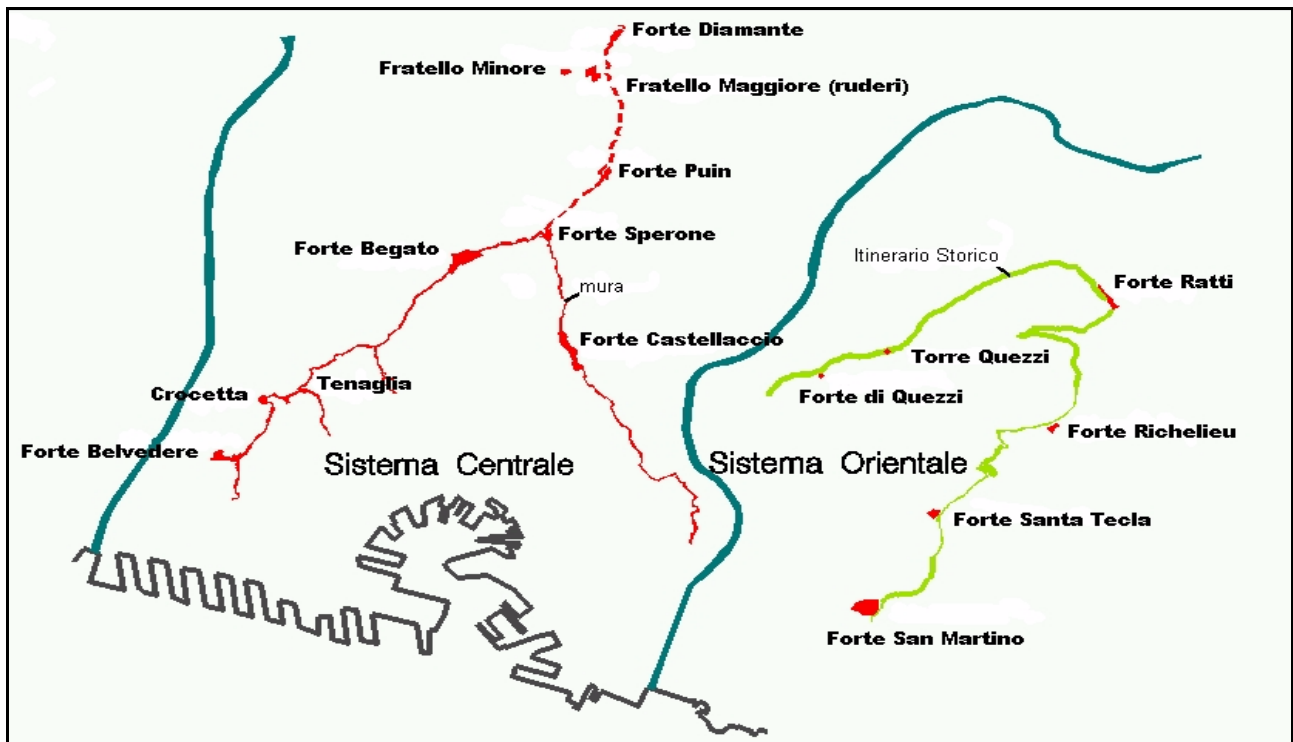 Forte Diamante
Fratello Minore
Fratello Maggiore (ruderi)
Forte Puin
Forte Sperone
Forte Begato
Itinerario Storico
Forte Ratti
mura
Forte Castellaccio
Torre Quezzi
Tenaglia
Crocetta
Forte di Quezzi
Forte Richelieu
Forte Belvedere
Sistema Centrale
Sistema Orientale
Forte Santa Tecla
Forte San Martino